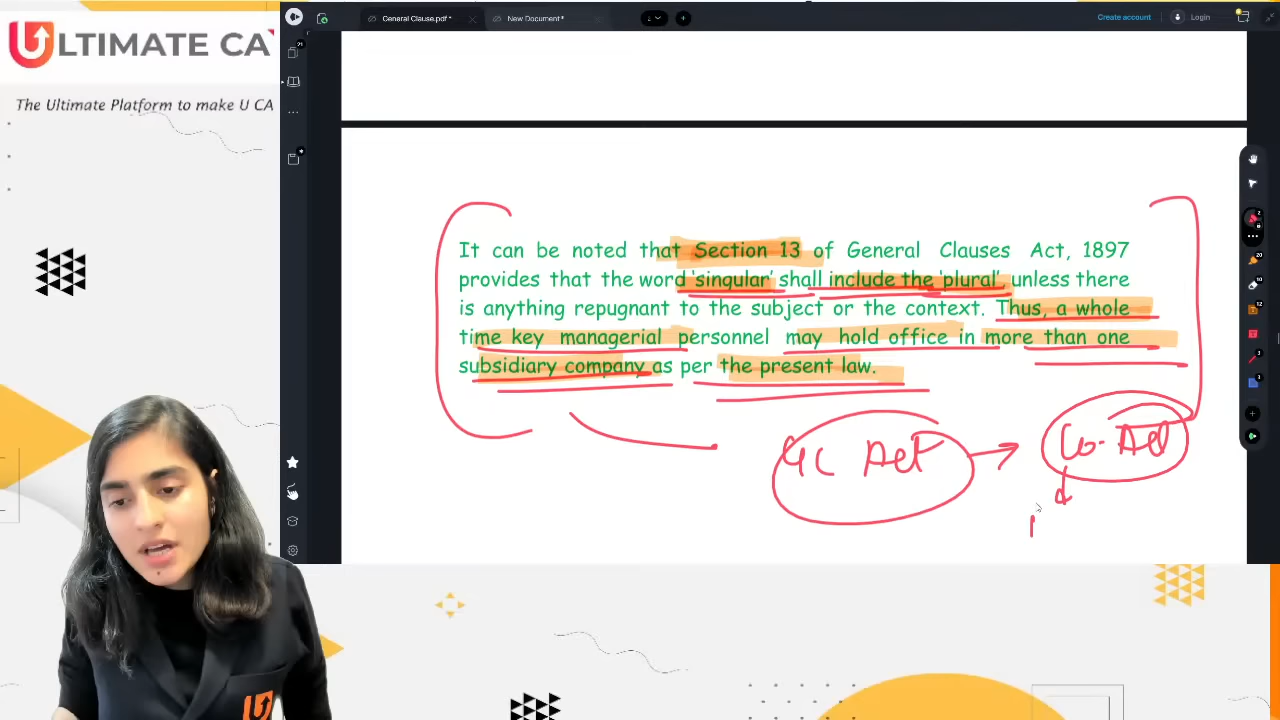 ULTIMATE CA
The Ultimate Platform to make U CA
General Clause.pdf *
New Document*
Create account
Login
It can be noted that Section 13 of General Clauses Act, 1897
provides that the word 'singular' shall include the 'plural', unless there
is anything repugnant to the subject or the context. Thus, a whole
time key managerial personnel may hold office in more than one
subsidiary company as per the present law.
GC Act
Co. Act